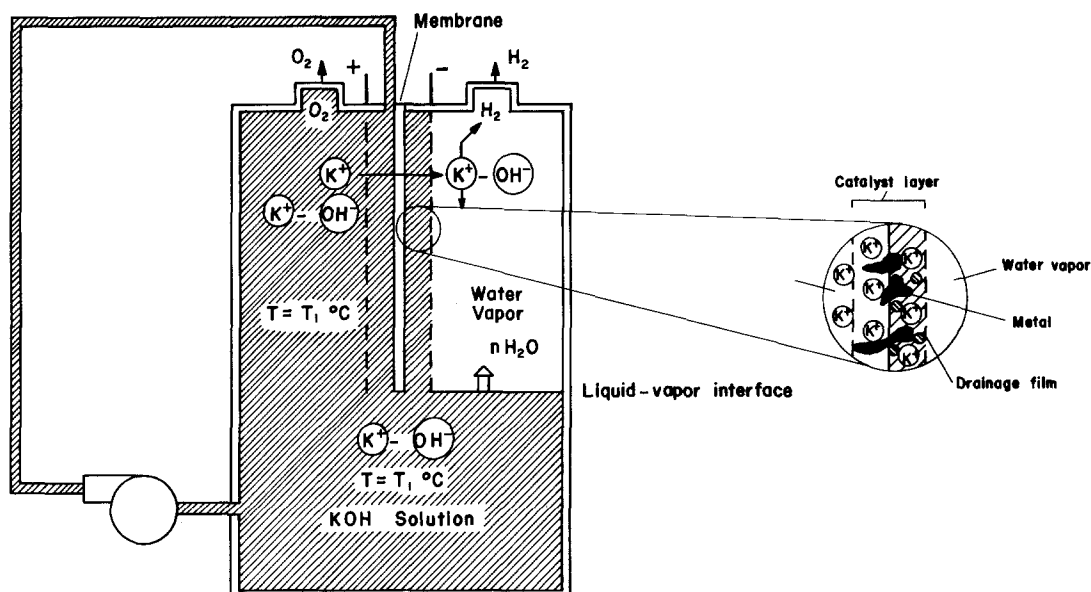 Membrane
O₂
+
−
H₂
O₂
H₂
K⁺
K⁺ – OH⁻
K⁺ – OH⁻
T = T₁ °C
Water
Vapor
n H₂O
Liquid-vapor interface
K⁺ – OH⁻
T = T₁ °C
KOH Solution
Catalyst layer
K⁺
K⁺
K⁺
K⁺
K⁺
K⁺
K⁺
K⁺
Water vapor
Metal
Drainage film